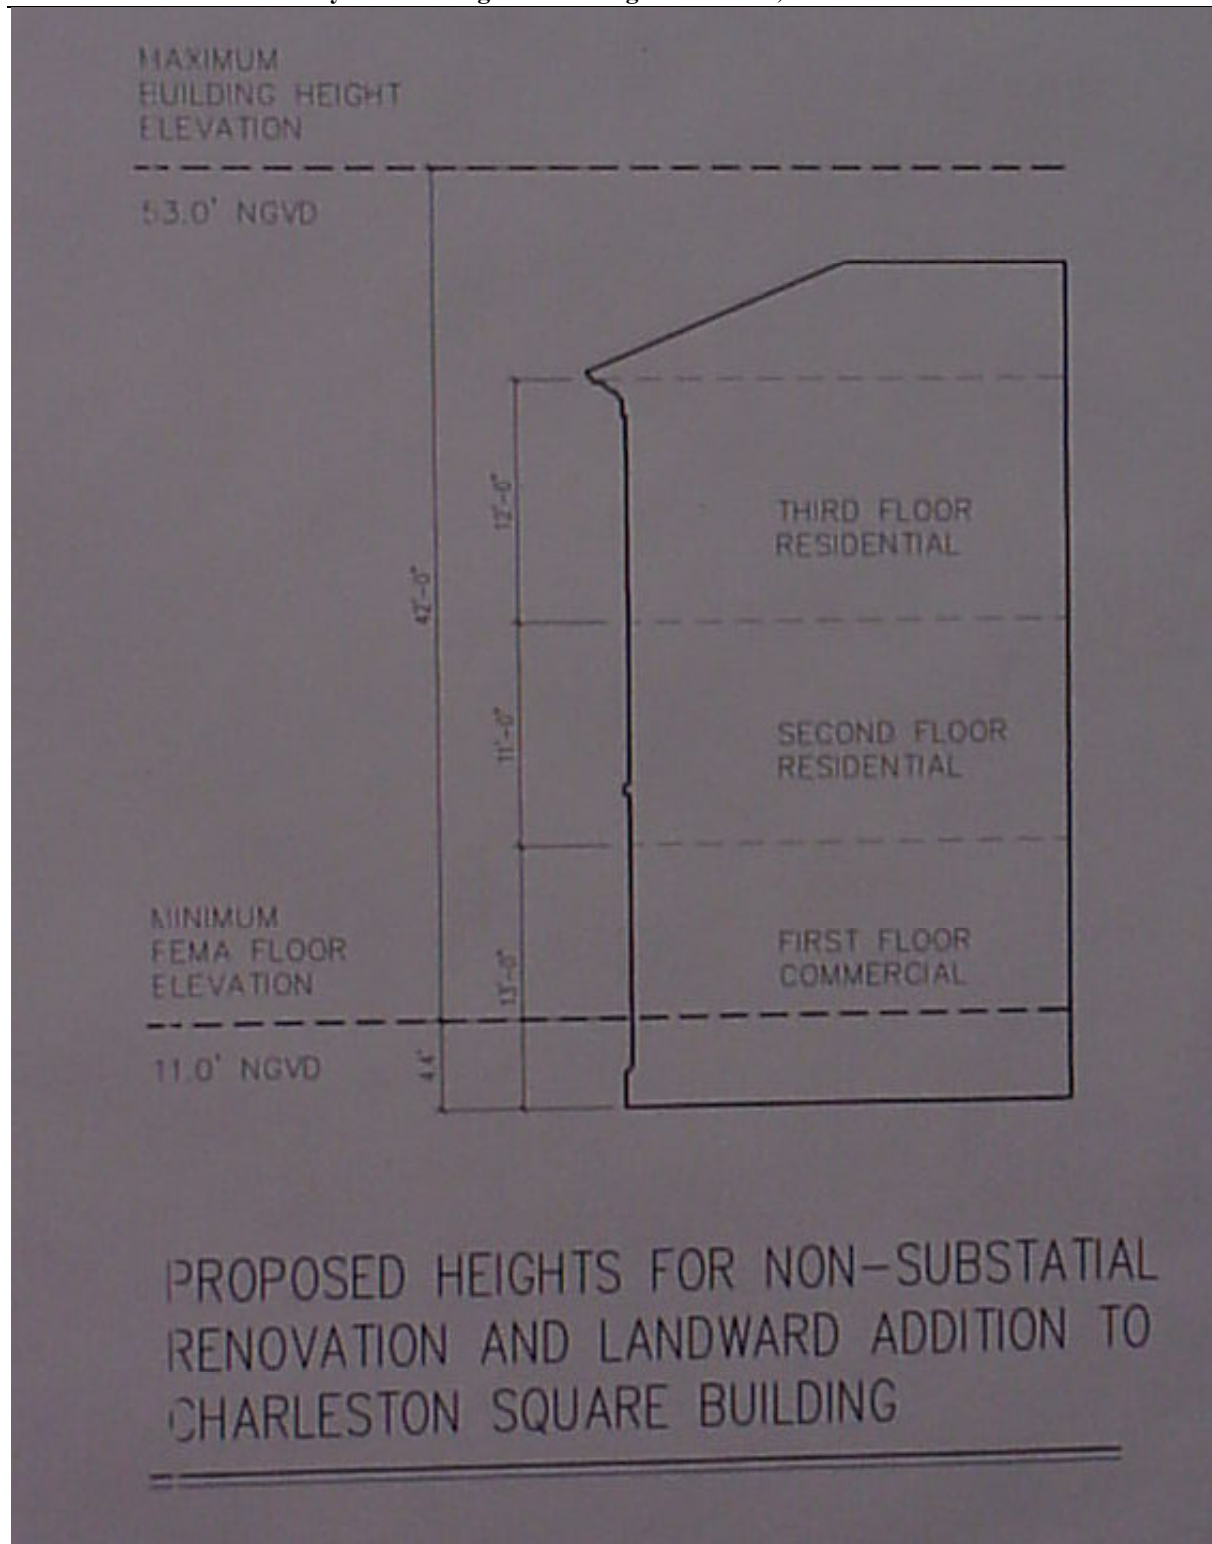 MAXIMUM
BUILDING HEIGHT
ELEVATION
53.0' NGVD
12'-0"
THIRD FLOOR
RESIDENTIAL
42'-0"
11'-0"
SECOND FLOOR
RESIDENTIAL
MINIMUM
FEMA FLOOR
ELEVATION
13'-0"
FIRST FLOOR
COMMERCIAL
11.0' NGVD
4.4'
PROPOSED HEIGHTS FOR NON-SUBSTATIAL
RENOVATION AND LANDWARD ADDITION TO
CHARLESTON SQUARE BUILDING